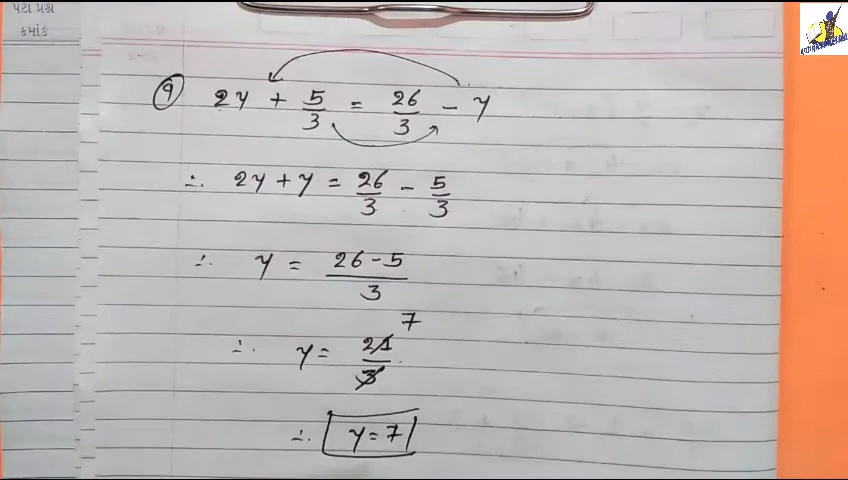 પેટા પ્રશ્ન
ક્રમાંક
(9) 2y + 5/3 = 26/3 - y
∴ 2y + y = 26/3 - 5/3
∴ y = 26-5/3
∴ y = 21/3 7
∴ y = 7